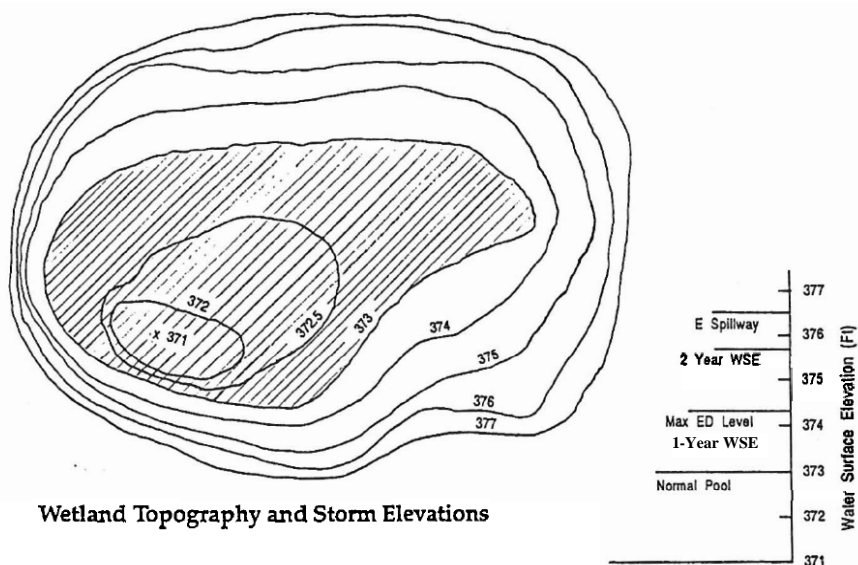 372
x 371
372.5
373
374
375
376
377
377
E Spillway
376
2 Year WSE
375
374
Max ED Level
1-Year WSE
373
Normal Pool
372
371
Water Surface Elevation (Ft)
Wetland Topography and Storm Elevations